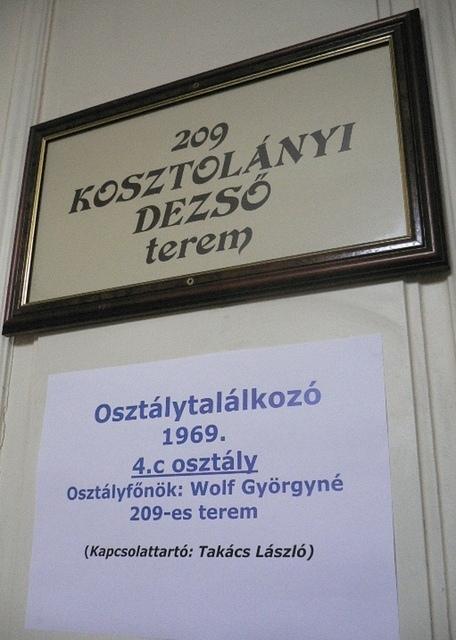 209
KOSZTOLÁNYI
DEZSŐ
terem
Osztálytalálkozó
1969.
4.c osztály
Osztályfőnök: Wolf Györgyné
209-es terem
(Kapcsolattartó: Takács László)